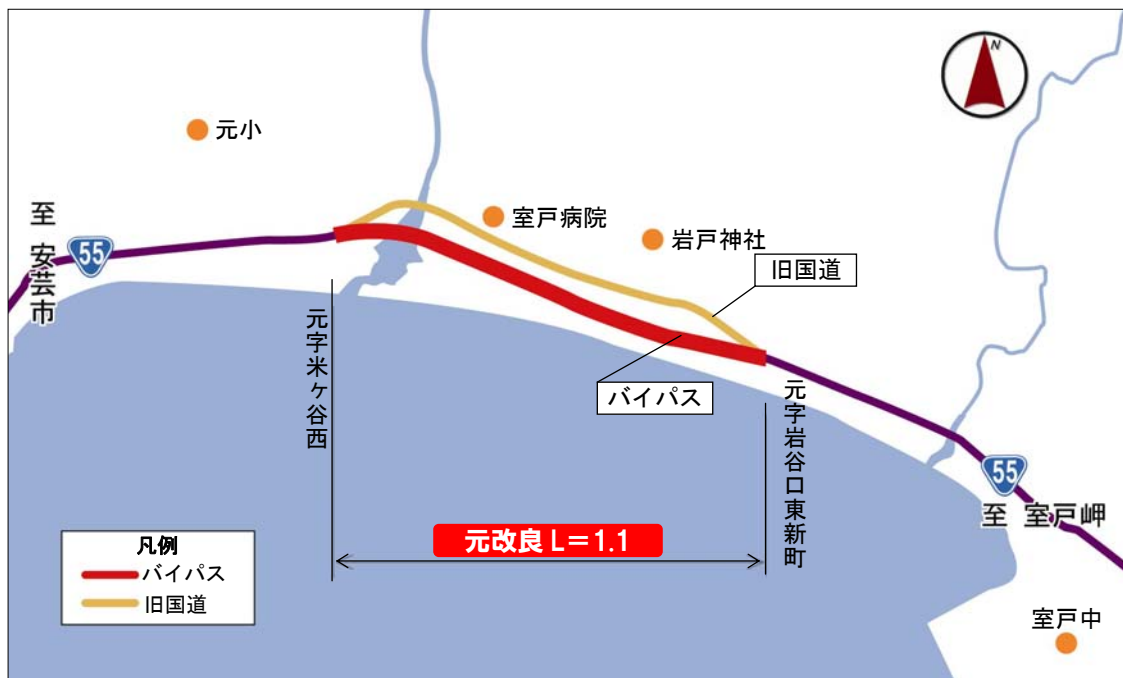 N
元小
室戸病院
岩戸神社
旧国道
至 安芸市
55
元字米ヶ谷西
バイパス
元字岩谷口東新町
55
至 室戸岬
元改良 L=1.1
凡例
バイパス
旧国道
室戸中